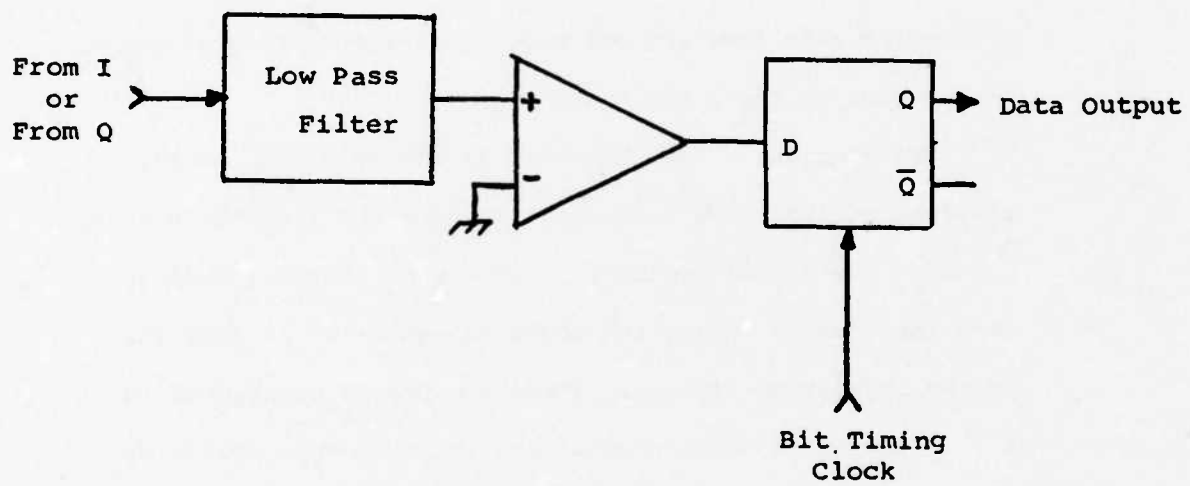 From I
or
From Q
Low Pass
Filter
+
-
D
Q
Q̅
Data Output
Bit Timing
Clock